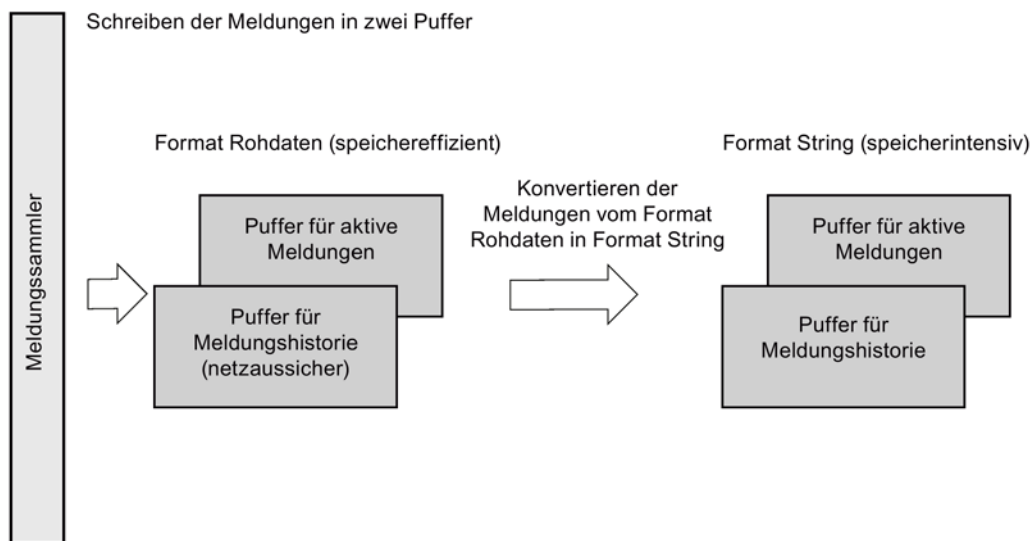 Schreiben der Meldungen in zwei Puffer
Meldungssammler
Format Rohdaten (speichereffizient)
Puffer für aktive
Meldungen
Puffer für
Meldungshistorie
(netzaussicher)
Konvertieren der
Meldungen vom Format
Rohdaten in Format String
Format String (speicherintensiv)
Puffer für aktive
Meldungen
Puffer für
Meldungshistorie